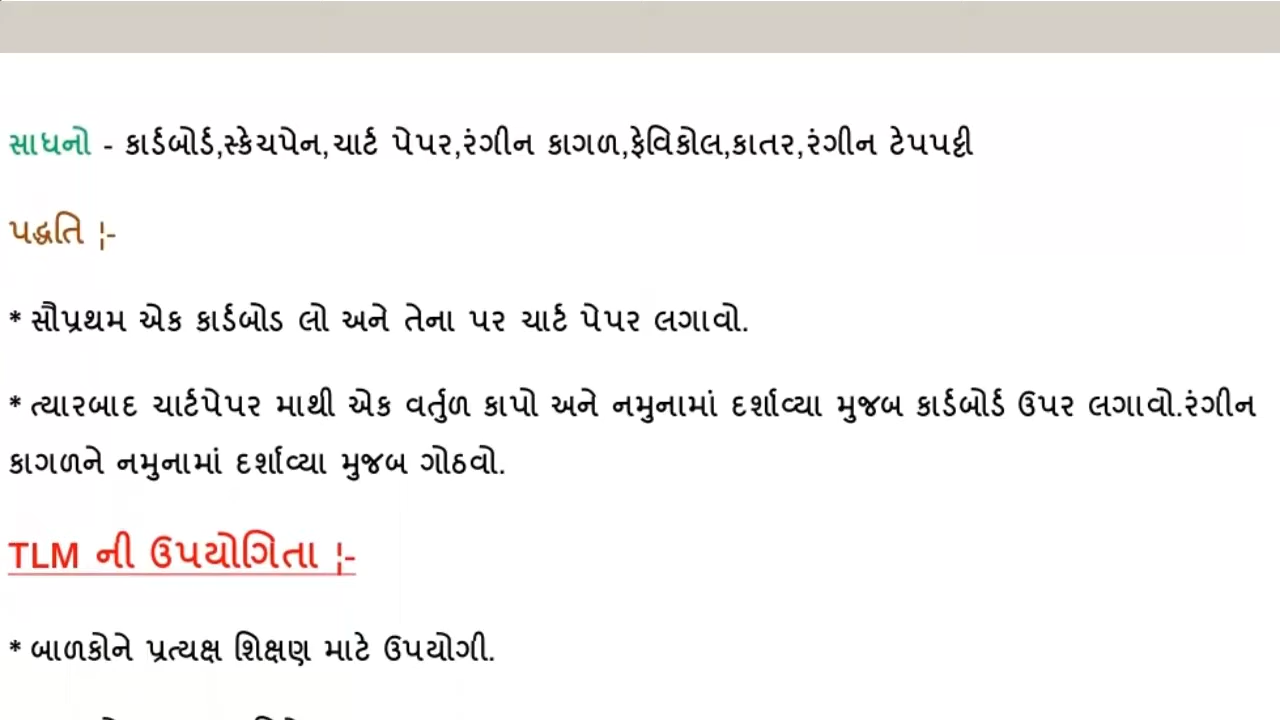 સાધનો - કાર્ડબોર્ડ,સ્કેચપેન,ચાર્ટ પેપર,રંગીન કાગળ,ફેવિકોલ,કાતર,રંગીન ટેપપટ્ટી
પદ્ધતિ ¦-
* સૌપ્રથમ એક કાર્ડબોડ લો અને તેના પર ચાર્ટ પેપર લગાવો.
* ત્યારબાદ ચાર્ટપેપર માથી એક વર્તુળ કાપો અને નમુનામાં દર્શાવ્યા મુજબ કાર્ડબોર્ડ ઉપર લગાવો.રંગીન
કાગળને નમુનામાં દર્શાવ્યા મુજબ ગોઠવો.
TLM ની ઉપયોગિતા ¦-
* બાળકોને પ્રત્યક્ષ શિક્ષણ માટે ઉપયોગી.